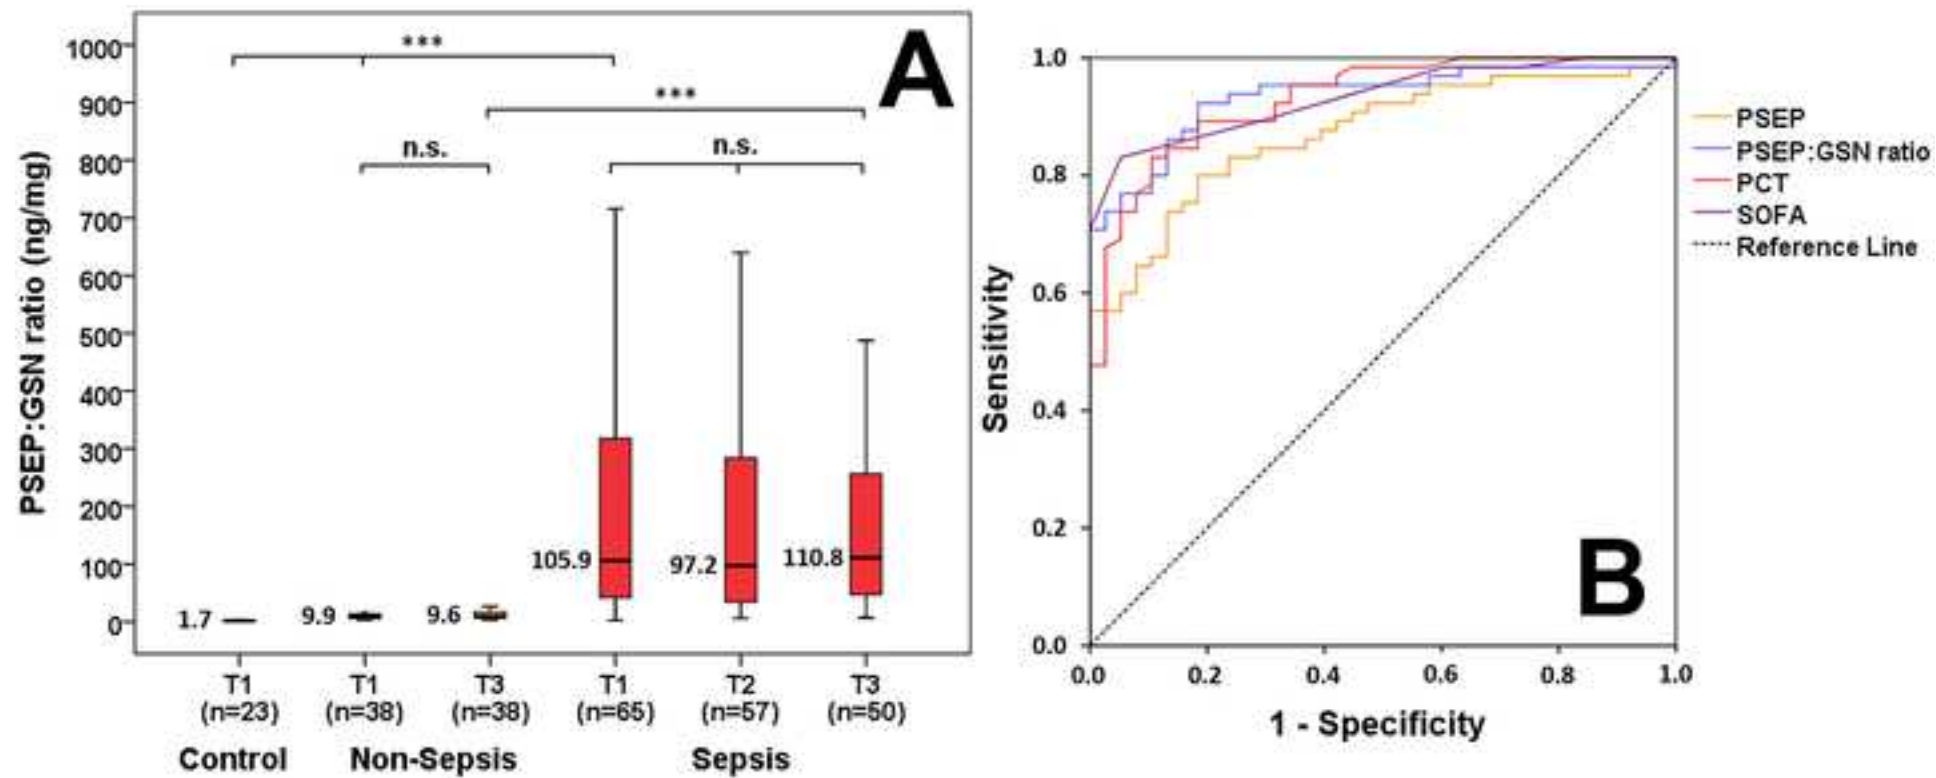 A
PSEP:GSN ratio (ng/mg)
1000
900
800
700
600
500
400
300
200
100
0
***
***
n.s.
n.s.
1.7
9.9
9.6
105.9
97.2
110.8
T1 T1 T3 T1 T2 T3
(n=23) (n=38) (n=38) (n=65) (n=57) (n=50)
Control Non-Sepsis Sepsis
B
Sensitivity
1.0
0.8
0.6
0.4
0.2
0.0
0.0 0.2 0.4 0.6 0.8 1.0
1 - Specificity
PSEP
PSEP:GSN ratio
PCT
SOFA
Reference Line